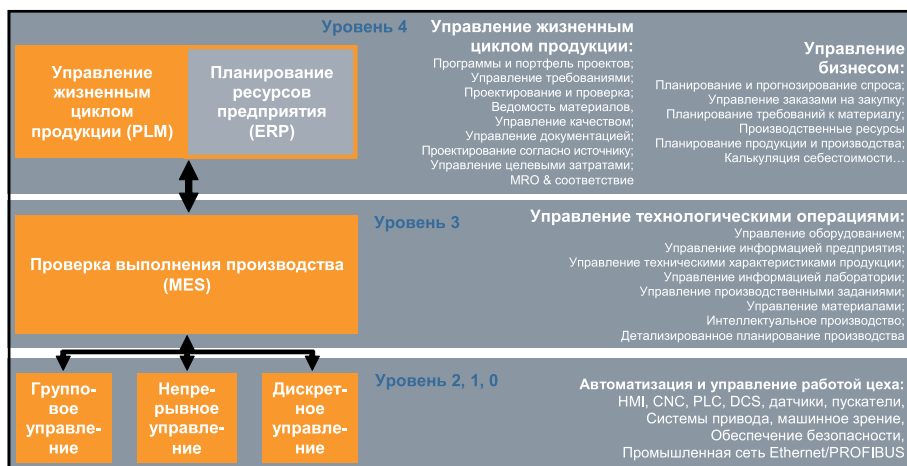 Уровень 4
Управление
жизненным
циклом
продукции (PLM)
Планирование
ресурсов
предприятия
(ERP)
Управление жизненным
циклом продукции:
Программы и портфель проектов;
Управление требованиями;
Проектирование и проверка;
Ведомость материалов,
Управление качеством;
Управление документацией;
Проектирование согласно источнику;
Управление целевыми затратами;
MRO & соответствие
Управление
бизнесом:
Планирование и прогнозирование спроса;
Управление заказами на закупку;
Планирование требований к материалу;
Производственные ресурсы
Планирование продукции и производства;
Калькуляция себестоимости...
Уровень 3
Проверка выполнения производства
(MES)
Управление технологическими операциями:
Управление оборудованием;
Управление информацией предприятия;
Управление техническими характеристиками продукции;
Управление информацией лаборатории;
Управление производственными заданиями;
Управление материалами;
Интеллектуальное производство;
Детализированное планирование производства
Уровень 2, 1, 0
Группо-
вое
управле-
ние
Непре-
рывное
управле-
ние
Дискрет-
ное
управле-
ние
Автоматизация и управление работой цеха:
HMI, CNC, PLC, DCS, датчики, пускатели,
Системы привода, машинное зрение,
Обеспечение безопасности,
Промышленная сеть Ethernet/PROFIBUS